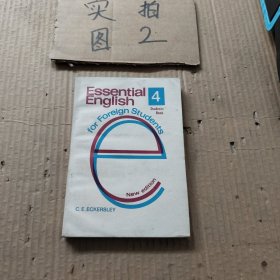 实拍
图2
Essential
English
4
Students'
Book
for Foreign Students
New edition
C. E. ECKERSLEY